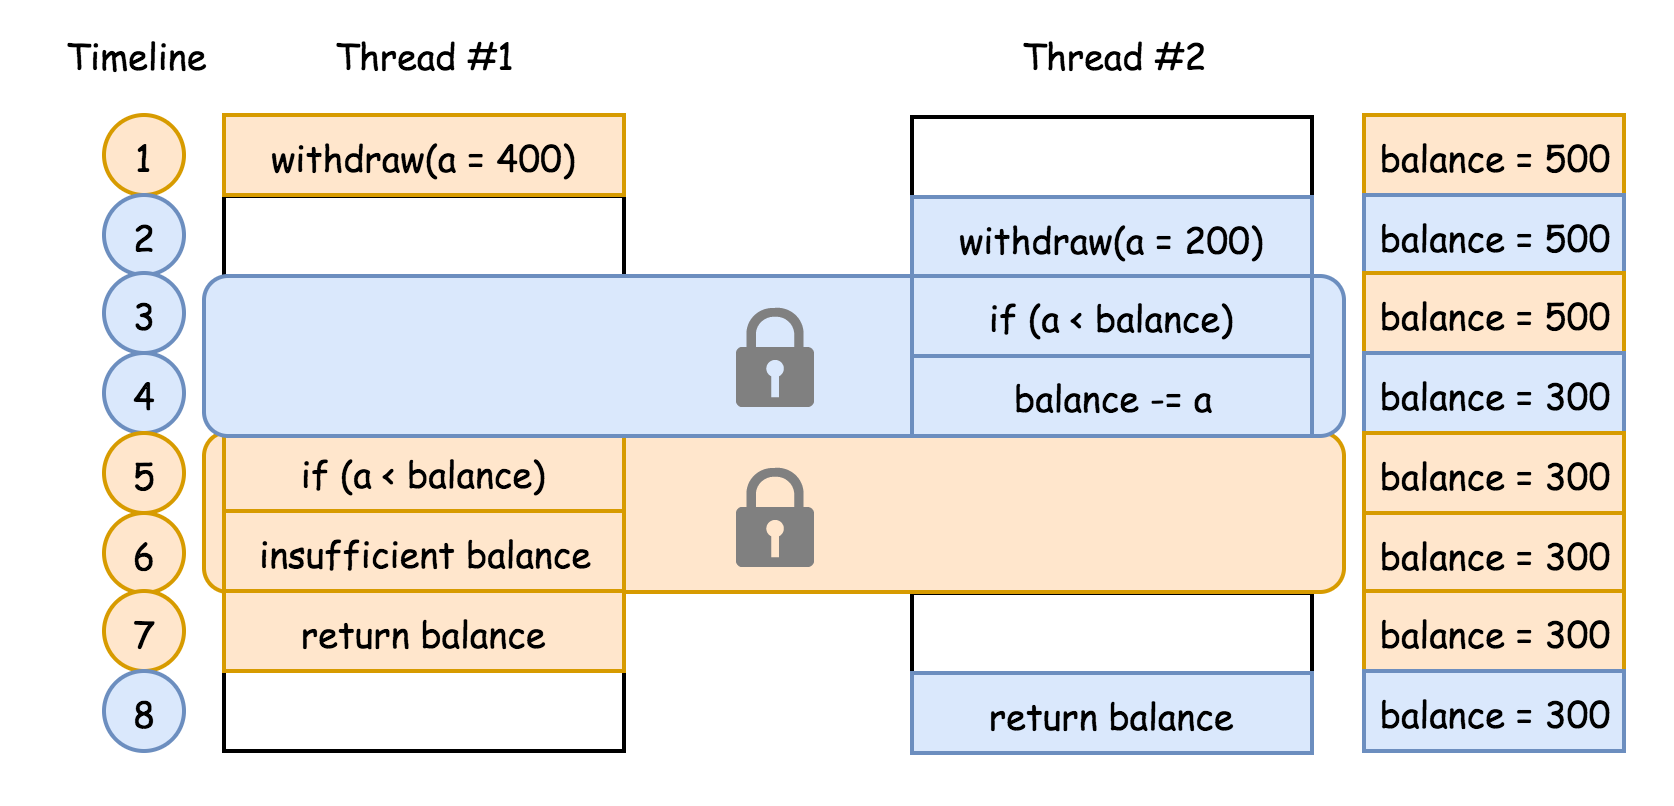 Timeline Thread #1 Thread #2
1 withdraw(a = 400) balance = 500
2 withdraw(a = 200) balance = 500
3 if (a < balance) balance = 500
4 balance -= a balance = 300
5 if (a < balance) balance = 300
6 insufficient balance balance = 300
7 return balance balance = 300
8 return balance balance = 300